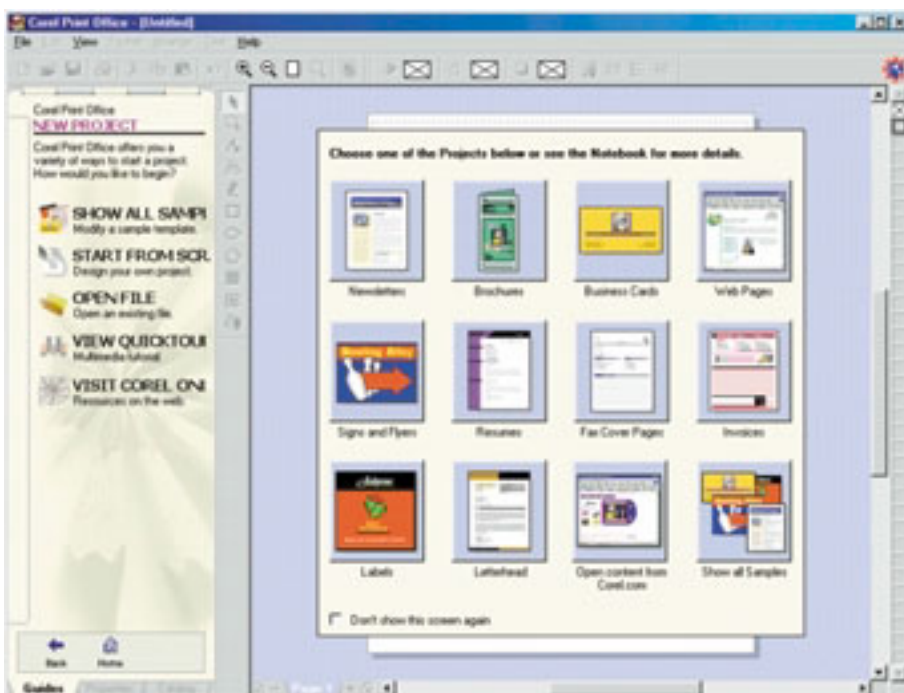 Corel Print Office - [Untitled]
File View Help
Corel Print Office
NEW PROJECT
Corel Print Office offers you a
variety of ways to start a project.
How would you like to begin?
SHOW ALL SAMPL
Modify a sample template.
START FROM SCR
Design your own project.
OPEN FILE
Open an existing file.
VIEW QUICKTOUR
Multimedia tutorial.
VISIT COREL ONL
Resources on the web.
Back Home
Guides
Choose one of the Projects below or see the Notebook for more details.
Newsletters Brochures Business Cards Web Pages
Bowling Alley
Signs and Flyers Resumes Fax Cover Pages Invoices
Labels Letterhead Open content from Show all Samples
Corel.com
Don't show this screen again